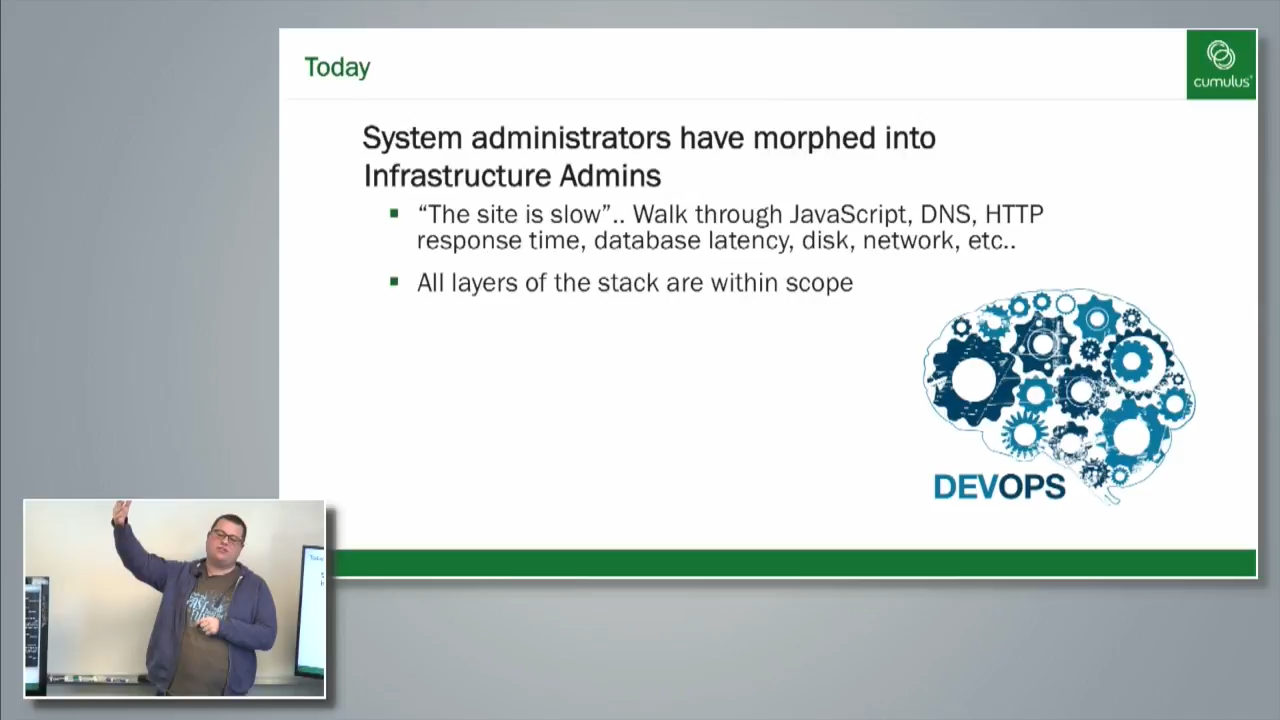 Today
cumulus
System administrators have morphed into
Infrastructure Admins
“The site is slow”.. Walk through JavaScript, DNS, HTTP
response time, database latency, disk, network, etc..
All layers of the stack are within scope
DEVOPS